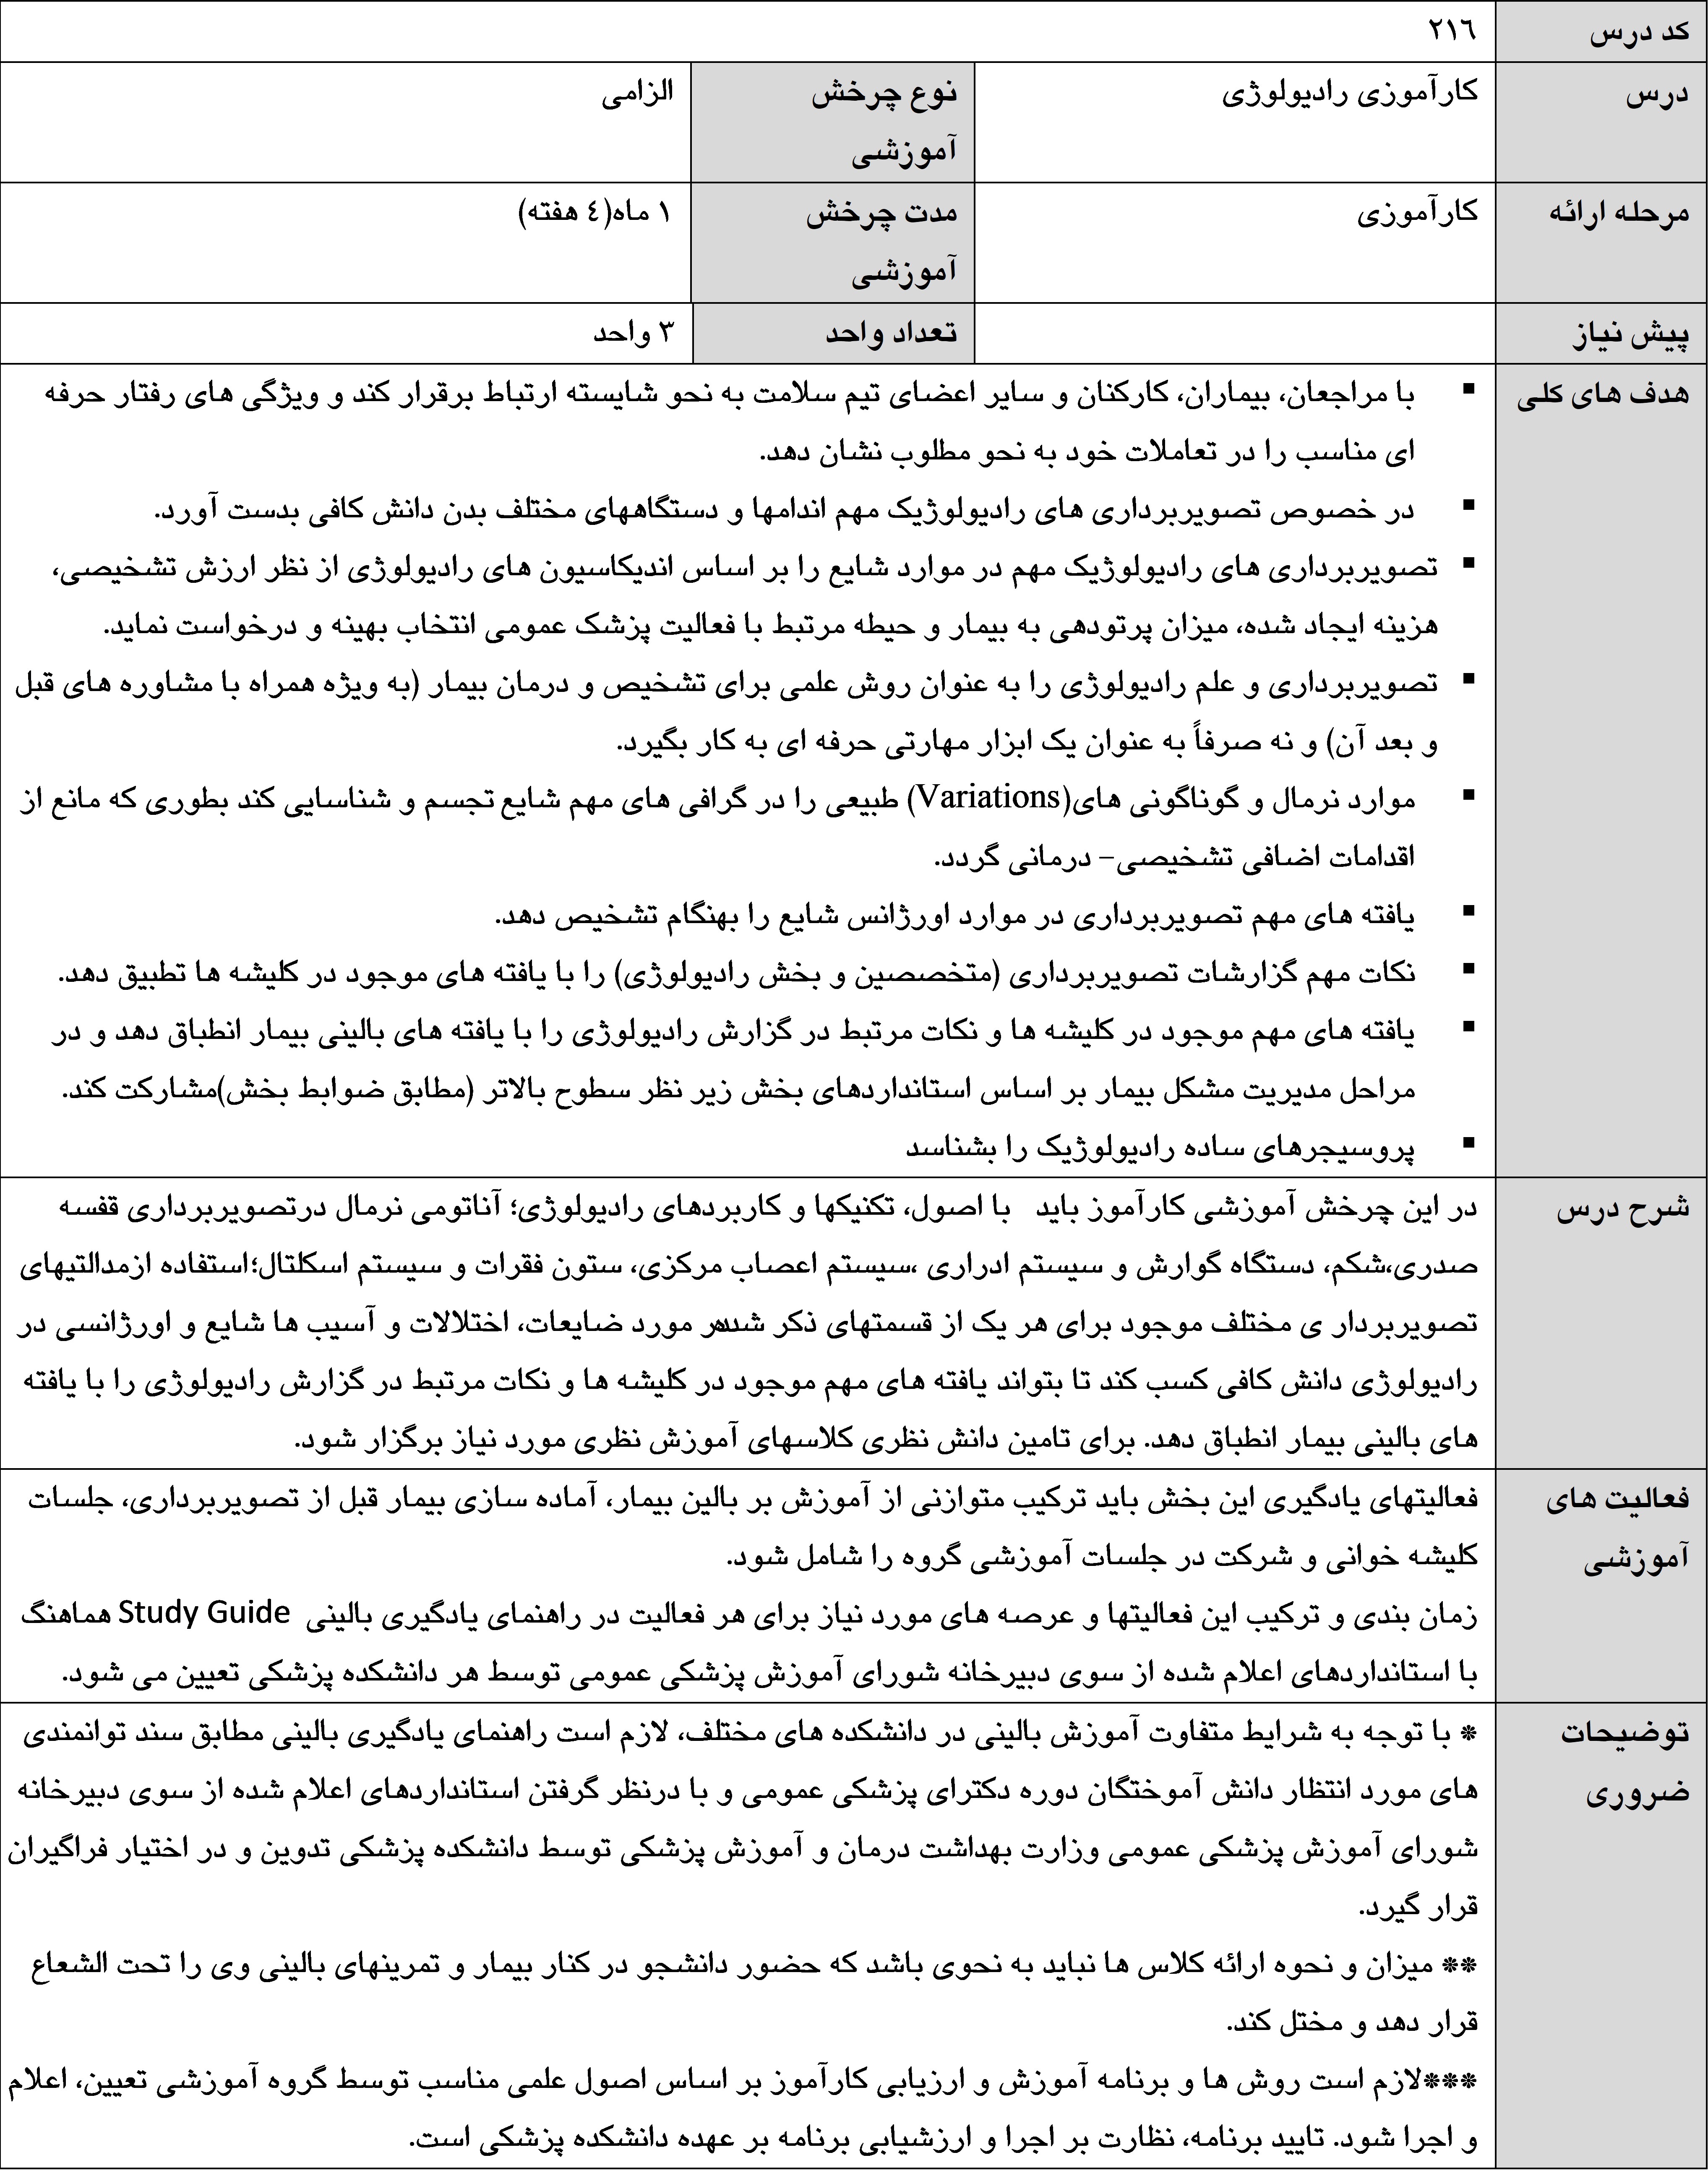 کد درس ۲۱۶
درس کارآموزی رادیولوژی نوع چرخش آموزشی الزامی
مرحله ارائه کارآموزی مدت چرخش آموزشی ۱ ماه(٤ هفته)
پیش نیاز تعداد واحد ۳ واحد
هدف های کلی
▪ با مراجعان، بیماران، کارکنان و سایر اعضای تیم سلامت به نحو شایسته ارتباط برقرار کند و ویژگی های رفتار حرفه
ای مناسب را در تعاملات خود به نحو مطلوب نشان دهد.
▪ در خصوص تصویربرداری های رادیولوژیک مهم اندامها و دستگاههای مختلف بدن دانش کافی بدست آورد.
▪ تصویربرداری های رادیولوژیک مهم در موارد شایع را بر اساس اندیکاسیون های رادیولوژی از نظر ارزش تشخیصی،
هزینه ایجاد شده، میزان پرتودهی به بیمار و حیطه مرتبط با فعالیت پزشک عمومی انتخاب بهینه و درخواست نماید.
▪ تصویربرداری و علم رادیولوژی را به عنوان روش علمی برای تشخیص و درمان بیمار (به ویژه همراه با مشاوره های قبل
و بعد آن) و نه صرفاً به عنوان یک ابزار مهارتی حرفه ای به کار بگیرد.
▪ موارد نرمال و گوناگونی های(Variations) طبیعی را در گرافی های مهم شایع تجسم و شناسایی کند بطوری که مانع از
اقدامات اضافی تشخیصی– درمانی گردد.
▪ یافته های مهم تصویربرداری در موارد اورژانس شایع را بهنگام تشخیص دهد.
▪ نکات مهم گزارشات تصویربرداری (متخصصین و بخش رادیولوژی) را با یافته های موجود در کلیشه ها تطبیق دهد.
▪ یافته های مهم موجود در کلیشه ها و نکات مرتبط در گزارش رادیولوژی را با یافته های بالینی بیمار انطباق دهد و در
مراحل مدیریت مشکل بیمار بر اساس استانداردهای بخش زیر نظر سطوح بالاتر (مطابق ضوابط بخش)مشارکت کند.
▪ پروسیجرهای ساده رادیولوژیک را بشناسد
شرح درس
در این چرخش آموزشی کارآموز باید با اصول، تکنیکها و کاربردهای رادیولوژی؛ آناتومی نرمال درتصویربرداری قفسه
صدری،شکم، دستگاه گوارش و سیستم ادراری ،سیستم اعصاب مرکزی، ستون فقرات و سیستم اسکلتال؛استفاده ازمدالتیهای
تصویربردار ی مختلف موجود برای هر یک از قسمتهای ذکر شده مورد ضایعات، اختلالات و آسیب ها شایع و اورژانسی در
رادیولوژی دانش کافی کسب کند تا بتواند یافته های مهم موجود در کلیشه ها و نکات مرتبط در گزارش رادیولوژی را با یافته
های بالینی بیمار انطباق دهد. برای تامین دانش نظری کلاسهای آموزش نظری مورد نیاز برگزار شود.
فعالیت های
آموزشی
فعالیتهای یادگیری این بخش باید ترکیب متوازنی از آموزش بر بالین بیمار، آماده سازی بیمار قبل از تصویربرداری، جلسات
کلیشه خوانی و شرکت در جلسات آموزشی گروه را شامل شود.
زمان بندی و ترکیب این فعالیتها و عرصه های مورد نیاز برای هر فعالیت در راهنمای یادگیری بالینی Study Guide هماهنگ
با استانداردهای اعلام شده از سوی دبیرخانه شورای آموزش پزشکی عمومی توسط هر دانشکده پزشکی تعیین می شود.
توضیحات
ضروری
* با توجه به شرایط متفاوت آموزش بالینی در دانشکده های مختلف، لازم است راهنمای یادگیری بالینی مطابق سند توانمندی
های مورد انتظار دانش آموختگان دوره دکترای پزشکی عمومی و با درنظر گرفتن استانداردهای اعلام شده از سوی دبیرخانه
شورای آموزش پزشکی عمومی وزارت بهداشت درمان و آموزش پزشکی توسط دانشکده پزشکی تدوین و در اختیار فراگیران
قرار گیرد.
** میزان و نحوه ارائه کلاس ها نباید به نحوی باشد که حضور دانشجو در کنار بیمار و تمرینهای بالینی وی را تحت الشعاع
قرار دهد و مختل کند.
***لازم است روش ها و برنامه آموزش و ارزیابی کارآموز بر اساس اصول علمی مناسب توسط گروه آموزشی تعیین، اعلام
و اجرا شود. تایید برنامه، نظارت بر اجرا و ارزشیابی برنامه بر عهده دانشکده پزشکی است.